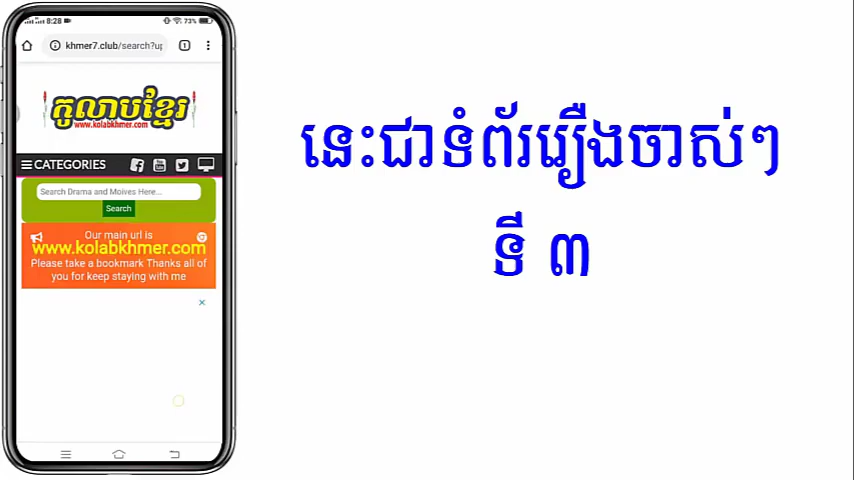 8:28
73%
khmer7.club/search?up
1
កូលាបខ្មែរ
www.kolabkhmer.com
CATEGORIES
Search Drama and Moives Here...
Search
Our main url is
www.kolabkhmer.com
Please take a bookmark Thanks all of
you for keep staying with me
នេះជាទំព័ររឿងចាស់ៗ
ទី ៣